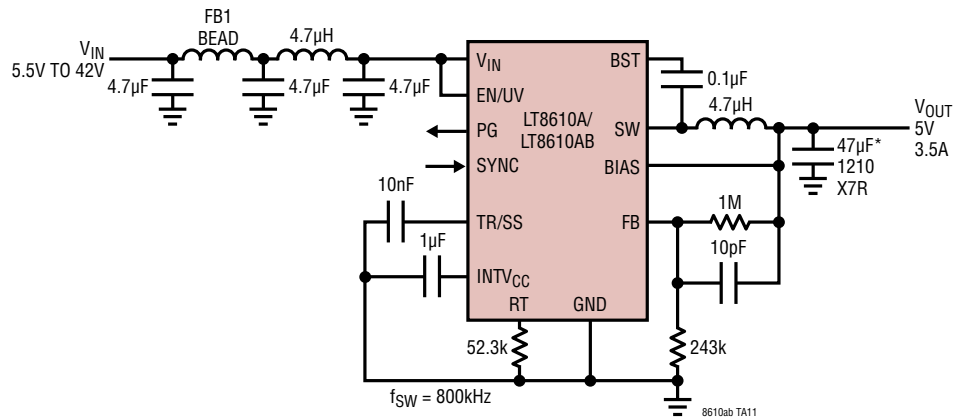 FB1
BEAD
4.7µH
V_IN
5.5V TO 42V
4.7µF
4.7µF
4.7µF
V_IN
EN/UV
PG
SYNC
TR/SS
INTV_CC
RT
GND
BST
SW
BIAS
FB
LT8610A/
LT8610AB
0.1µF
4.7µH
V_OUT
5V
3.5A
47µF*
1210
X7R
1M
10pF
10nF
1µF
52.3k
243k
f_SW = 800kHz
8610ab TA11